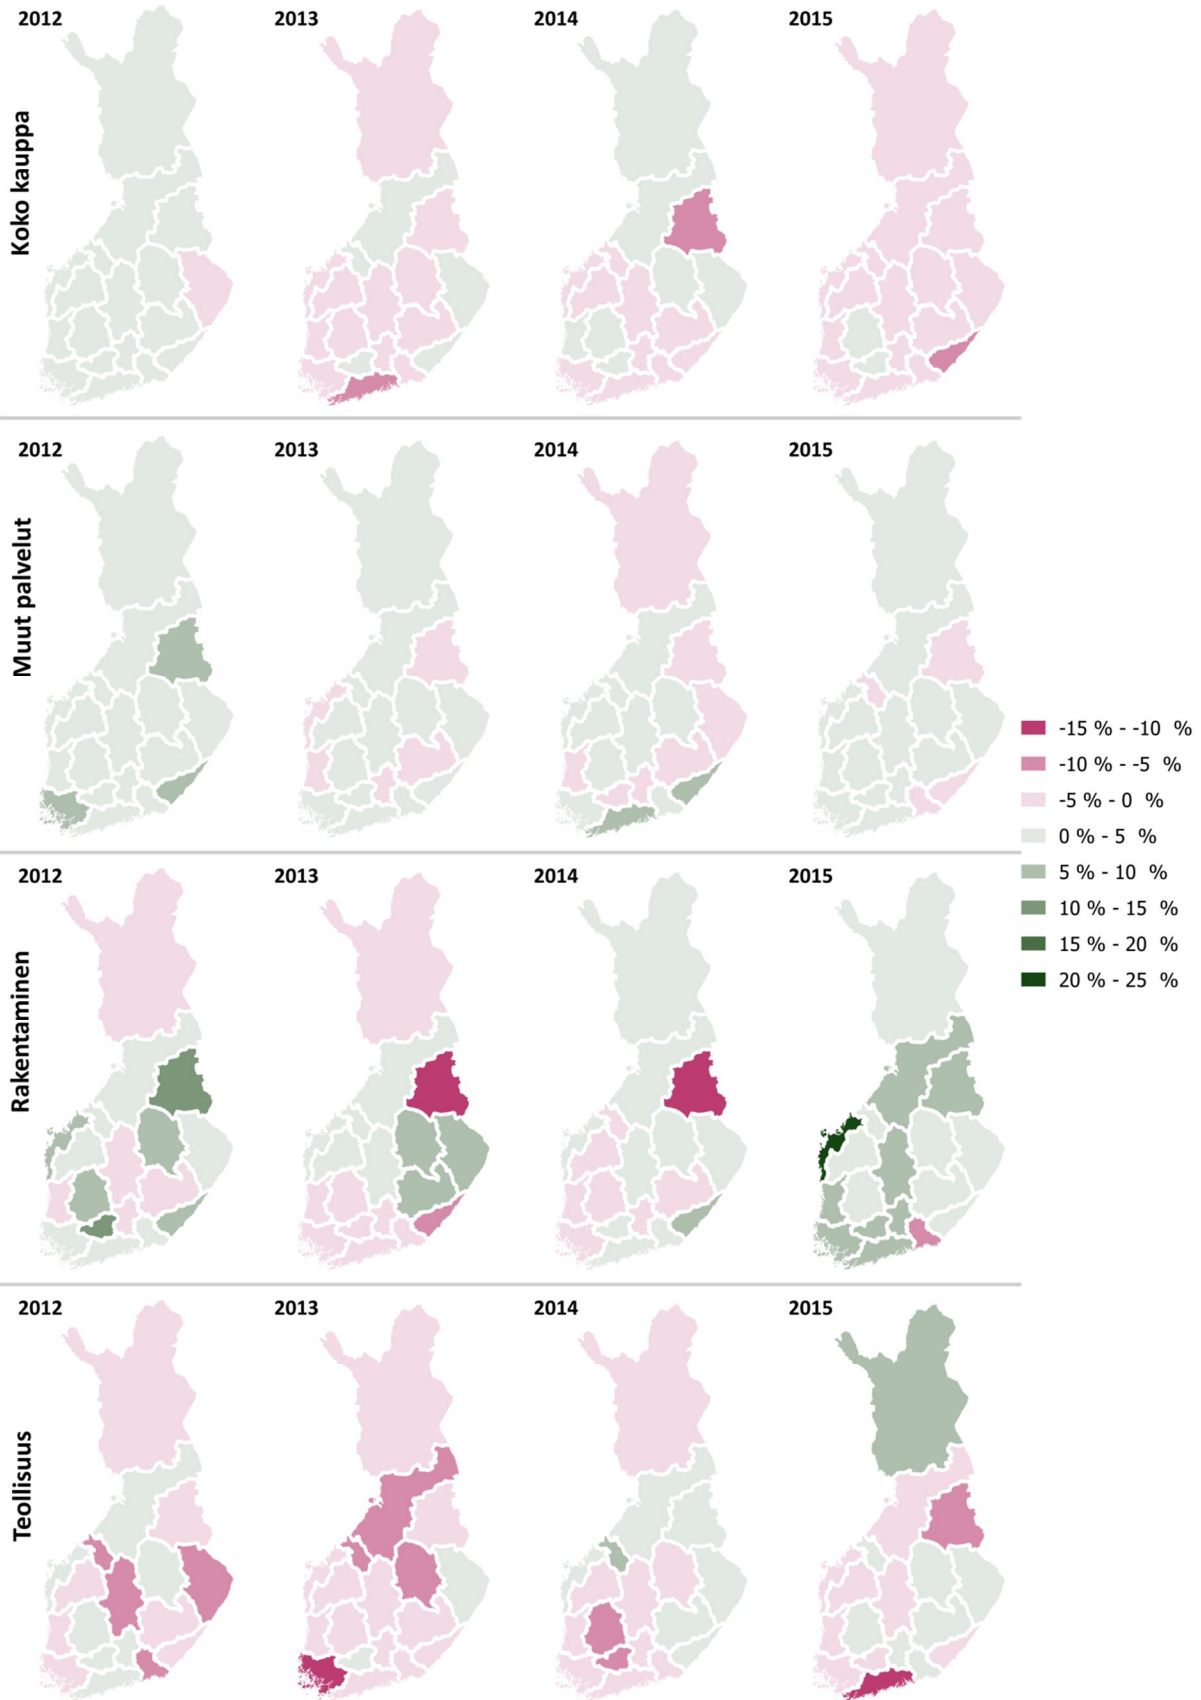 2012 2013 2014 2015
Koko kauppa
2012 2013 2014 2015
Muut palvelut
-15 % - -10 %
-10 % - -5 %
-5 % - 0 %
0 % - 5 %
5 % - 10 %
10 % - 15 %
15 % - 20 %
20 % - 25 %
2012 2013 2014 2015
Rakentaminen
2012 2013 2014 2015
Teollisuus